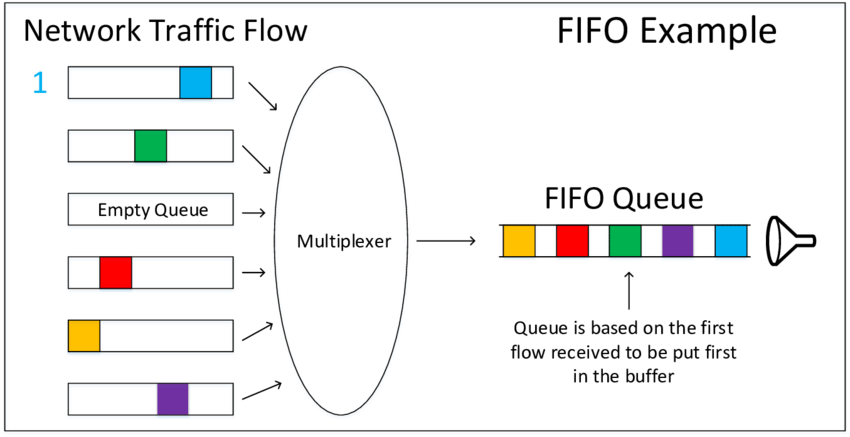 Network Traffic Flow
FIFO Example
1
Empty Queue
Multiplexer
FIFO Queue
Queue is based on the first
flow received to be put first
in the buffer